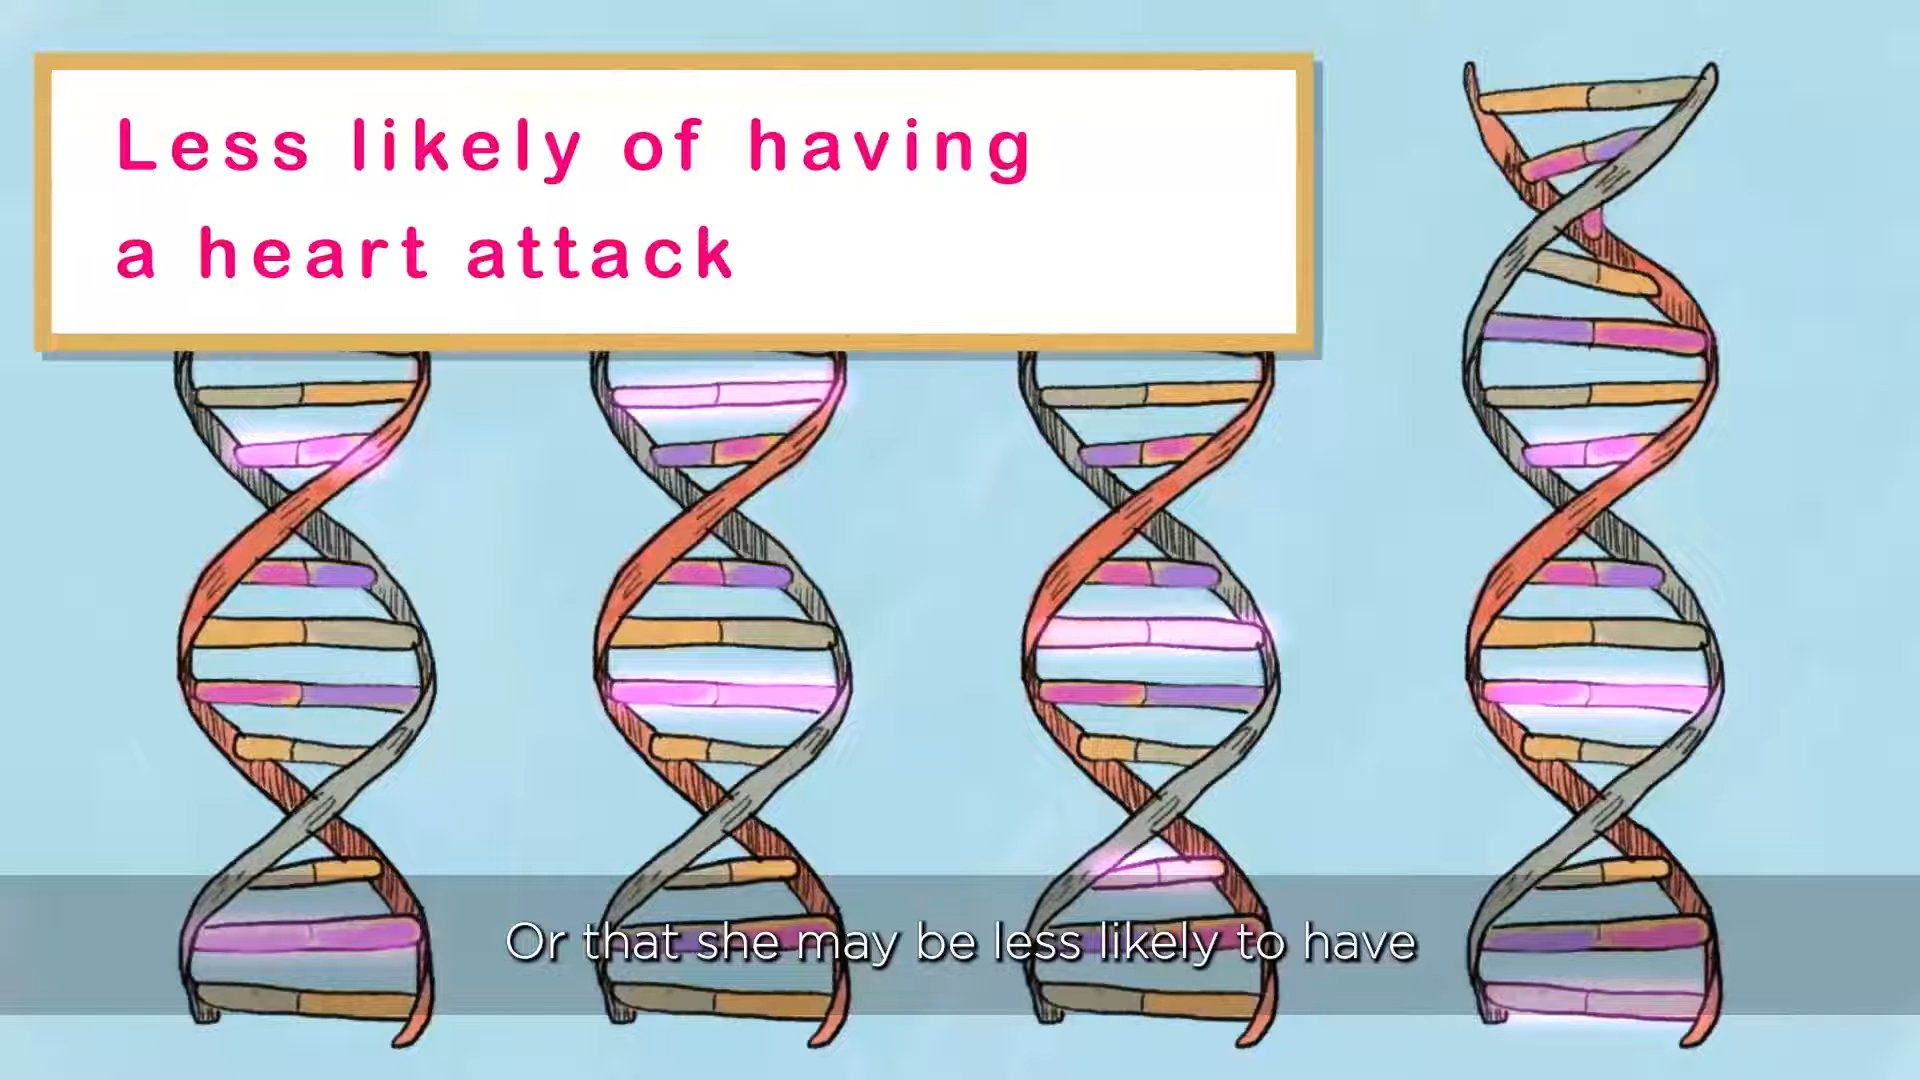 Less likely of having
a heart attack
Or that she may be less likely to have